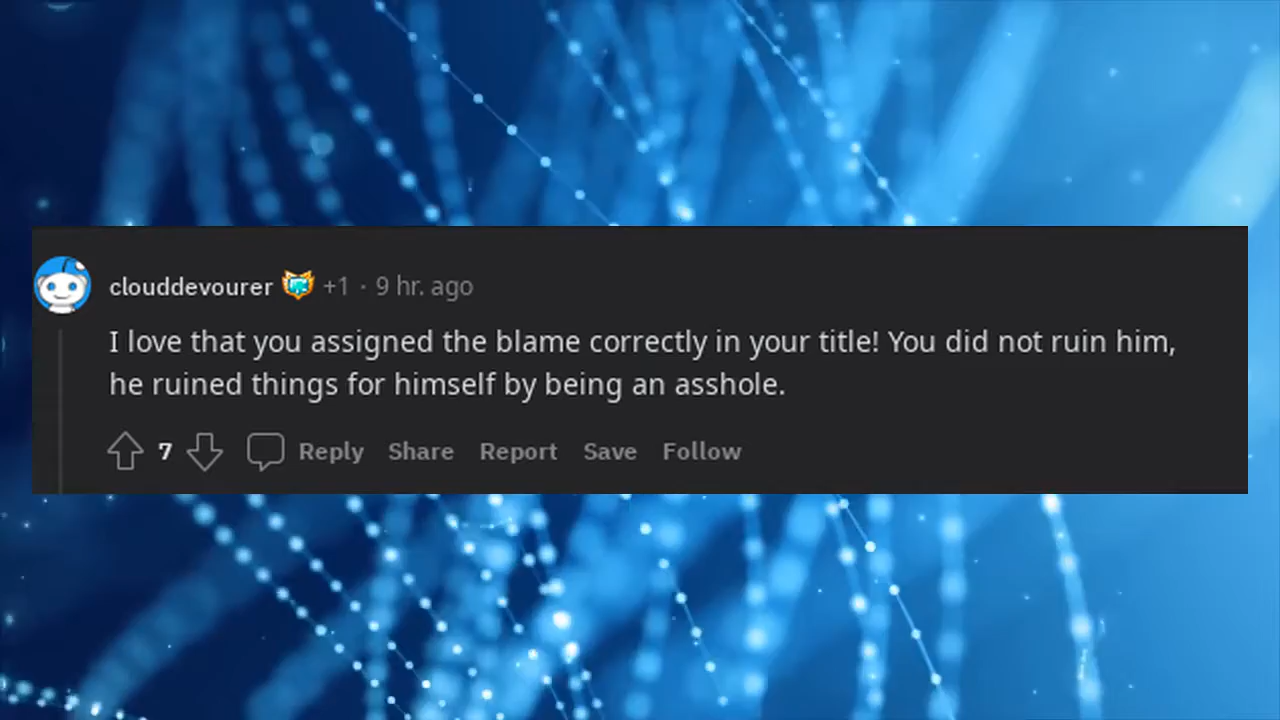 clouddevourer +1 · 9 hr. ago
I love that you assigned the blame correctly in your title! You did not ruin him,
he ruined things for himself by being an asshole.
7 Reply Share Report Save Follow